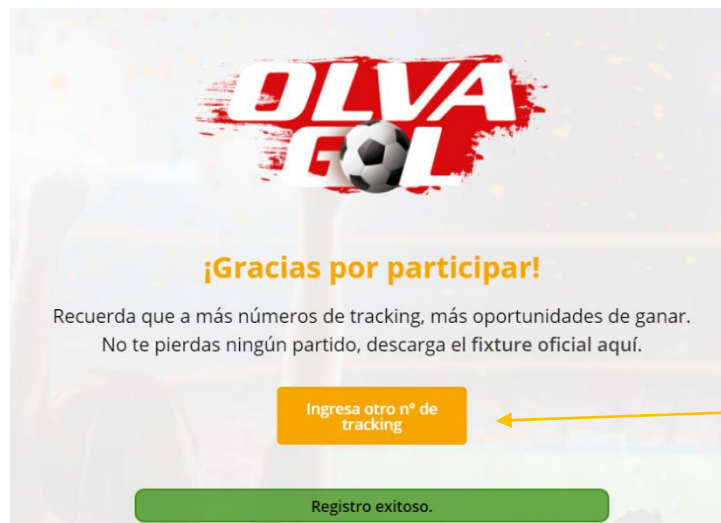 OLVA
GOL
¡Gracias por participar!
Recuerda que a más números de tracking, más oportunidades de ganar.
No te pierdas ningún partido, descarga el fixture oficial aquí.
Ingresa otro n° de
tracking
Registro exitoso.